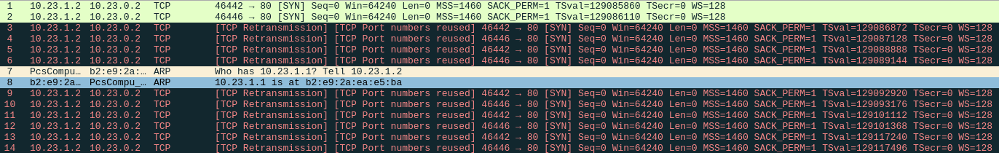 1 10.23.1.2 10.23.0.2 TCP 46442 → 80 [SYN] Seq=0 Win=64240 Len=0 MSS=1460 SACK_PERM=1 TSval=129085860 TSecr=0 WS=128
2 10.23.1.2 10.23.0.2 TCP 46446 → 80 [SYN] Seq=0 Win=64240 Len=0 MSS=1460 SACK_PERM=1 TSval=129086110 TSecr=0 WS=128
3 10.23.1.2 10.23.0.2 TCP [TCP Retransmission] [TCP Port numbers reused] 46442 → 80 [SYN] Seq=0 Win=64240 Len=0 MSS=1460 SACK_PERM=1 TSval=129086872 TSecr=0 WS=128
4 10.23.1.2 10.23.0.2 TCP [TCP Retransmission] [TCP Port numbers reused] 46446 → 80 [SYN] Seq=0 Win=64240 Len=0 MSS=1460 SACK_PERM=1 TSval=129087128 TSecr=0 WS=128
5 10.23.1.2 10.23.0.2 TCP [TCP Retransmission] [TCP Port numbers reused] 46442 → 80 [SYN] Seq=0 Win=64240 Len=0 MSS=1460 SACK_PERM=1 TSval=129088888 TSecr=0 WS=128
6 10.23.1.2 10.23.0.2 TCP [TCP Retransmission] [TCP Port numbers reused] 46446 → 80 [SYN] Seq=0 Win=64240 Len=0 MSS=1460 SACK_PERM=1 TSval=129089144 TSecr=0 WS=128
7 PcsCompu… b2:e9:2a:… ARP Who has 10.23.1.1? Tell 10.23.1.2
8 b2:e9:2a… PcsCompu_… ARP 10.23.1.1 is at b2:e9:2a:ea:e5:ba
9 10.23.1.2 10.23.0.2 TCP [TCP Retransmission] [TCP Port numbers reused] 46442 → 80 [SYN] Seq=0 Win=64240 Len=0 MSS=1460 SACK_PERM=1 TSval=129092920 TSecr=0 WS=128
10 10.23.1.2 10.23.0.2 TCP [TCP Retransmission] [TCP Port numbers reused] 46446 → 80 [SYN] Seq=0 Win=64240 Len=0 MSS=1460 SACK_PERM=1 TSval=129093176 TSecr=0 WS=128
11 10.23.1.2 10.23.0.2 TCP [TCP Retransmission] [TCP Port numbers reused] 46442 → 80 [SYN] Seq=0 Win=64240 Len=0 MSS=1460 SACK_PERM=1 TSval=129101112 TSecr=0 WS=128
12 10.23.1.2 10.23.0.2 TCP [TCP Retransmission] [TCP Port numbers reused] 46446 → 80 [SYN] Seq=0 Win=64240 Len=0 MSS=1460 SACK_PERM=1 TSval=129101368 TSecr=0 WS=128
13 10.23.1.2 10.23.0.2 TCP [TCP Retransmission] [TCP Port numbers reused] 46442 → 80 [SYN] Seq=0 Win=64240 Len=0 MSS=1460 SACK_PERM=1 TSval=129117240 TSecr=0 WS=128
14 10.23.1.2 10.23.0.2 TCP [TCP Retransmission] [TCP Port numbers reused] 46446 → 80 [SYN] Seq=0 Win=64240 Len=0 MSS=1460 SACK_PERM=1 TSval=129117496 TSecr=0 WS=128